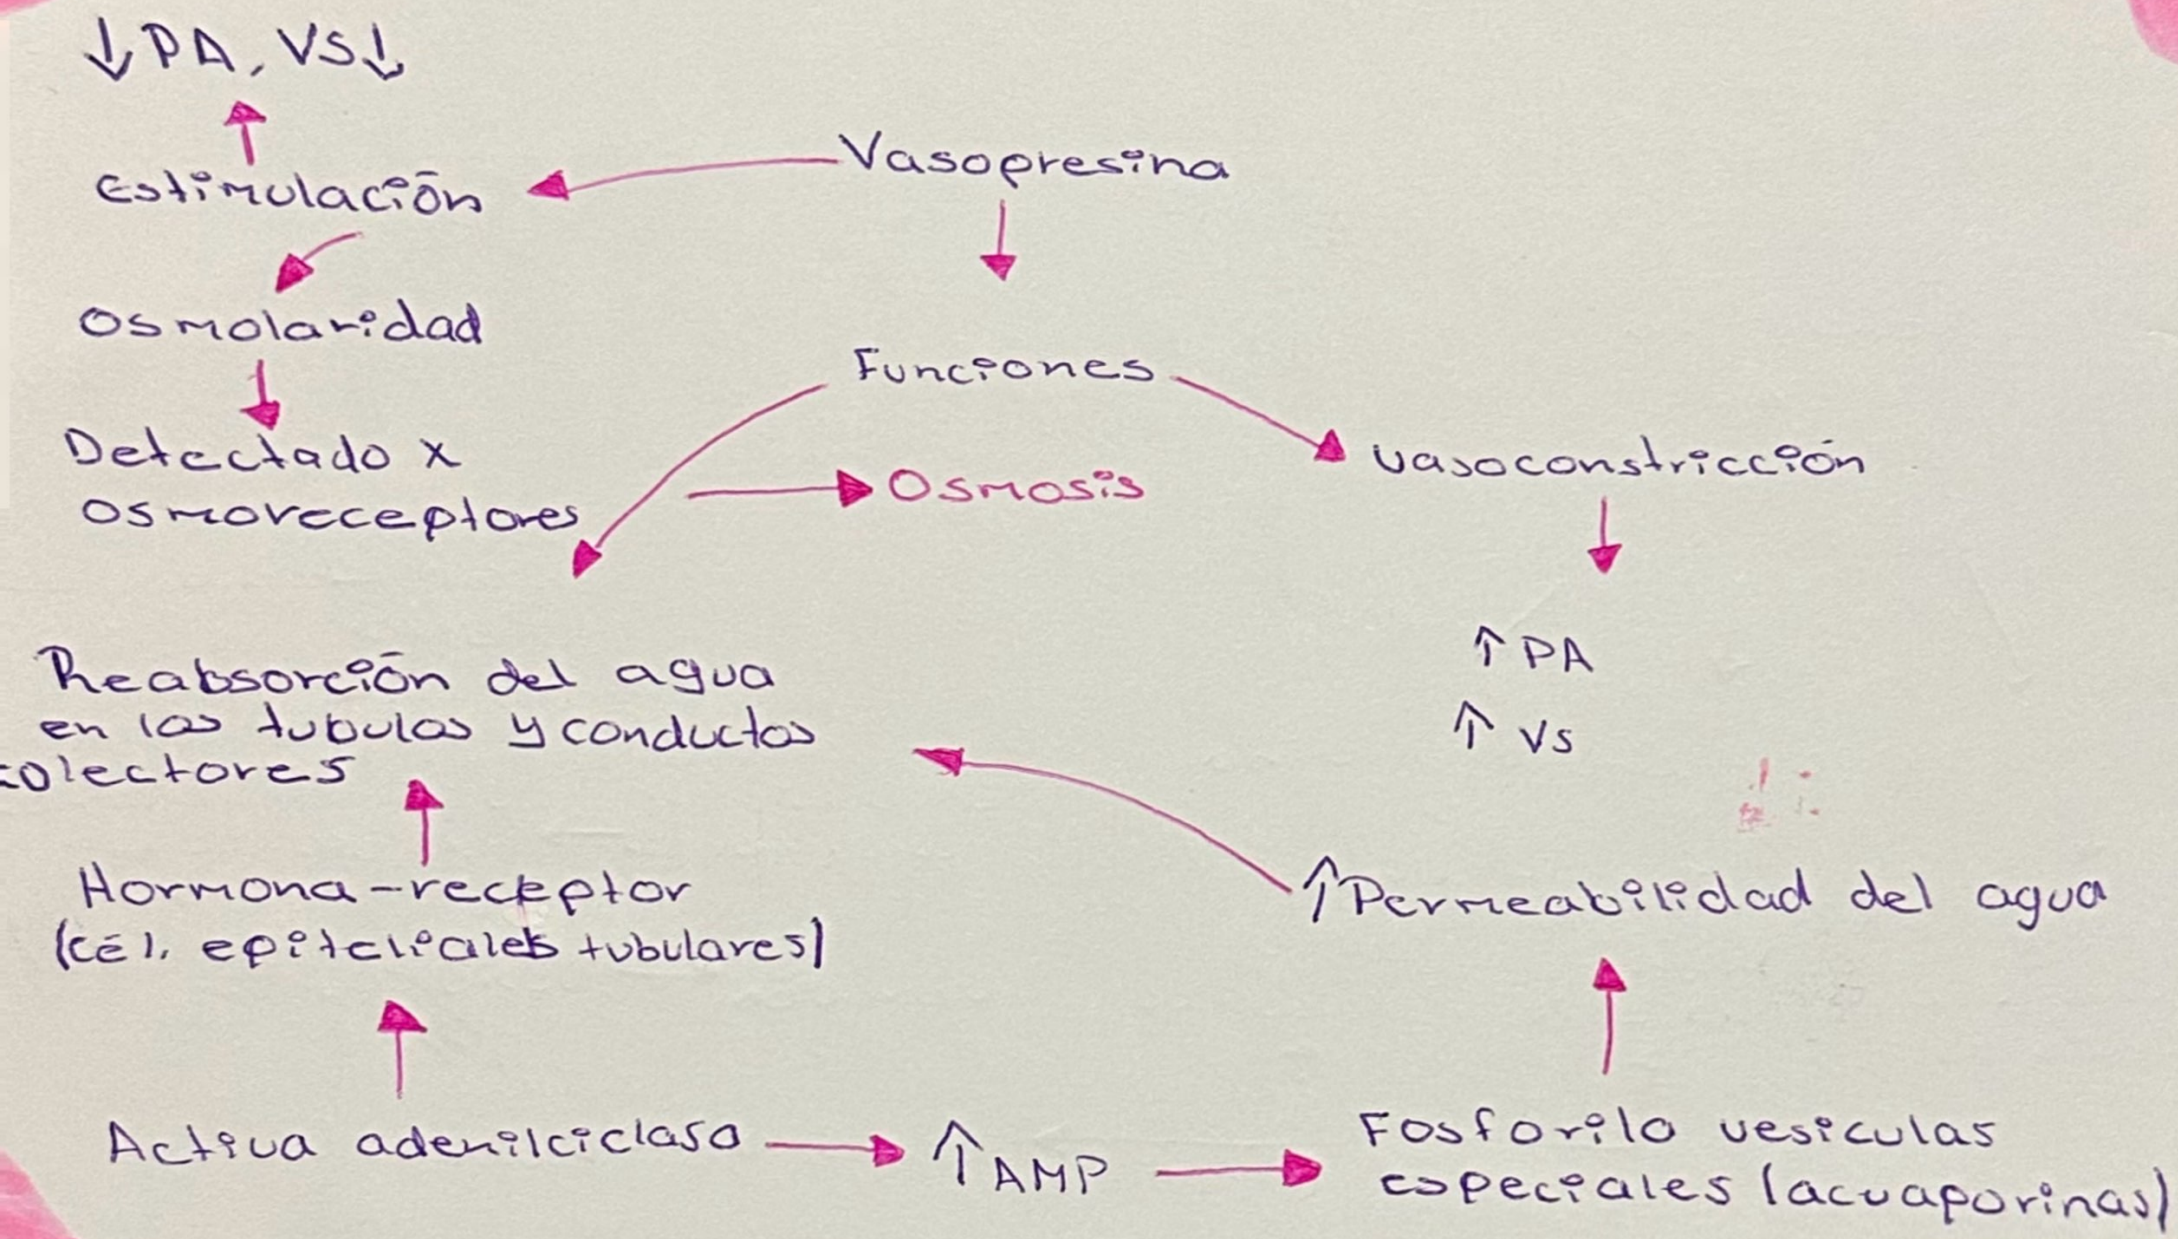 ↓PA, VS↓
Vasopresina
Estimulación
Osmolaridad
Funciones
Detectado x
osmoreceptores
Osmosis
vasoconstricción
↑ PA
↑ VS
Reabsorción del agua
en los tubulos y conductos
colectores
Hormona-receptor
(cél. epiteliales tubulares)
↑Permeabilidad del agua
Activa adenilciclasa
↑AMP
Fosforila vesiculas
especiales (acuaporinas)